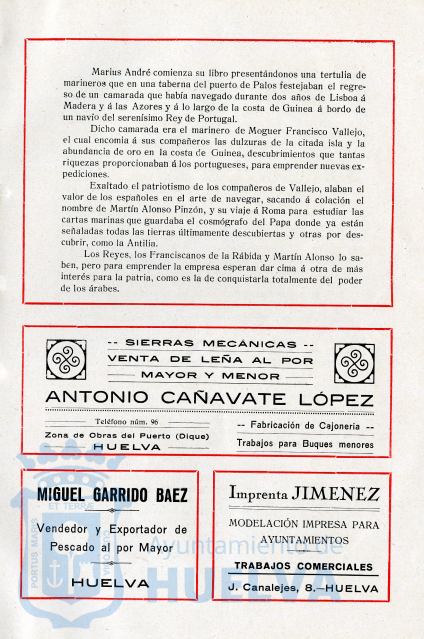 Marius André comienza su libro presentándonos una tertulia de
marineros que en una taberna del puerto de Palos festejaban el regre-
so de un camarada que había navegado durante dos años de Lisboa á
Madera y á las Azores y á lo largo de la costa de Guinea á bordo de
un navío del serenísimo Rey de Portugal.
Dicho camarada era el marinero de Moguer Francisco Vallejo,
el cual encomia á sus compañeros las dulzuras de la citada isla y la
abundancia de oro en la costa de Guinea, descubrimientos que tantas
riquezas proporcionaban á los portugueses, para emprender nuevas ex-
pediciones.
Exaltado el patriotismo de los compañeros de Vallejo, alaban el
valor de los españoles en el arte de navegar, sacando á colación el
nombre de Martín Alonso Pinzón, y su viaje á Roma para estudiar las
cartas marinas que guardaba el cosmógrafo del Papa donde ya están
señaladas todas las tierras últimamente descubiertas y otras por des-
cubrir, como la Antilia.
Los Reyes, los Franciscanos de la Rábida y Martín Alonso lo sa-
ben, pero para emprender la empresa esperan dar cima á otra de más
interés para la patria, como es la de conquistarla totalmente del poder
de los árabes.
-- SIERRAS MECÁNICAS --
VENTA DE LEÑA AL POR
MAYOR Y MENOR
ANTONIO CAÑAVATE LÓPEZ
Teléfono núm. 96
Zona de Obras del Puerto (Dique)
HUELVA
-- Fabricación de Cajonería --
Trabajos para Buques menores
MIGUEL GARRIDO BAEZ
Vendedor y Exportador de
Pescado al por Mayor
HUELVA
Imprenta JIMENEZ
MODELACIÓN IMPRESA PARA
AYUNTAMIENTOS
TRABAJOS COMERCIALES
J. Canalejas, 8.—HUELVA
PORTUS MARIS
ET TERRÆ
Ayuntamiento de
HUELVA